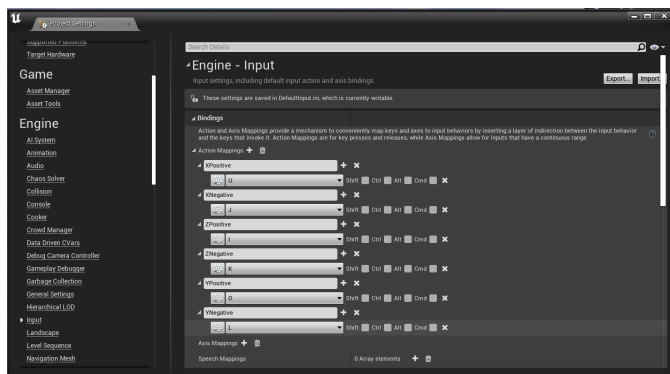 Project Settings
Supported Platforms
Target Hardware
Game
Asset Manager
Asset Tools
Engine
AI System
Animation
Audio
Chaos Solver
Collision
Console
Cooker
Crowd Manager
Data Driven CVars
Debug Camera Controller
Gameplay Debugger
Garbage Collection
General Settings
Hierarchical LOD
Input
Landscape
Level Sequence
Navigation Mesh
Search Details
Engine - Input
Input settings, including default input action and axis bindings.
Export... Import
These settings are saved in DefaultInput.ini, which is currently writable.
Bindings
Action and Axis Mappings provide a mechanism to conveniently map keys and axes to input behaviors by inserting a layer of indirection between the input behavior
and the keys that invoke it. Action Mappings are for key presses and releases, while Axis Mappings allow for inputs that have a continuous range.
Action Mappings
XPositive
U Shift Ctrl Alt Cmd
XNegative
J Shift Ctrl Alt Cmd
ZPositive
I Shift Ctrl Alt Cmd
ZNegative
K Shift Ctrl Alt Cmd
YPositive
O Shift Ctrl Alt Cmd
YNegative
L Shift Ctrl Alt Cmd
Axis Mappings
Speech Mappings 0 Array elements